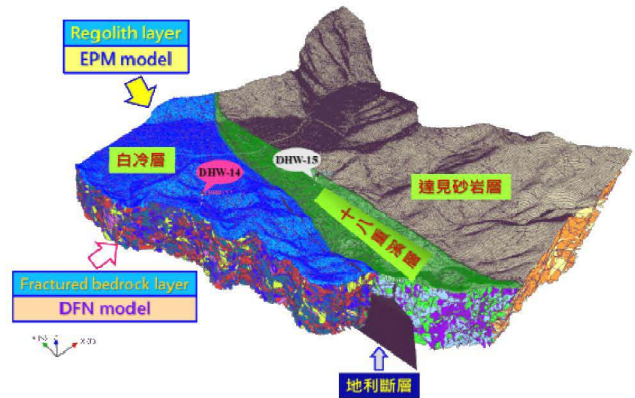 Regolith layer
EPM model
白冷層
DHW-14
DHW-15
達見砂岩層
十八重溪層
Fractured bedrock layer
DFN model
地利斷層